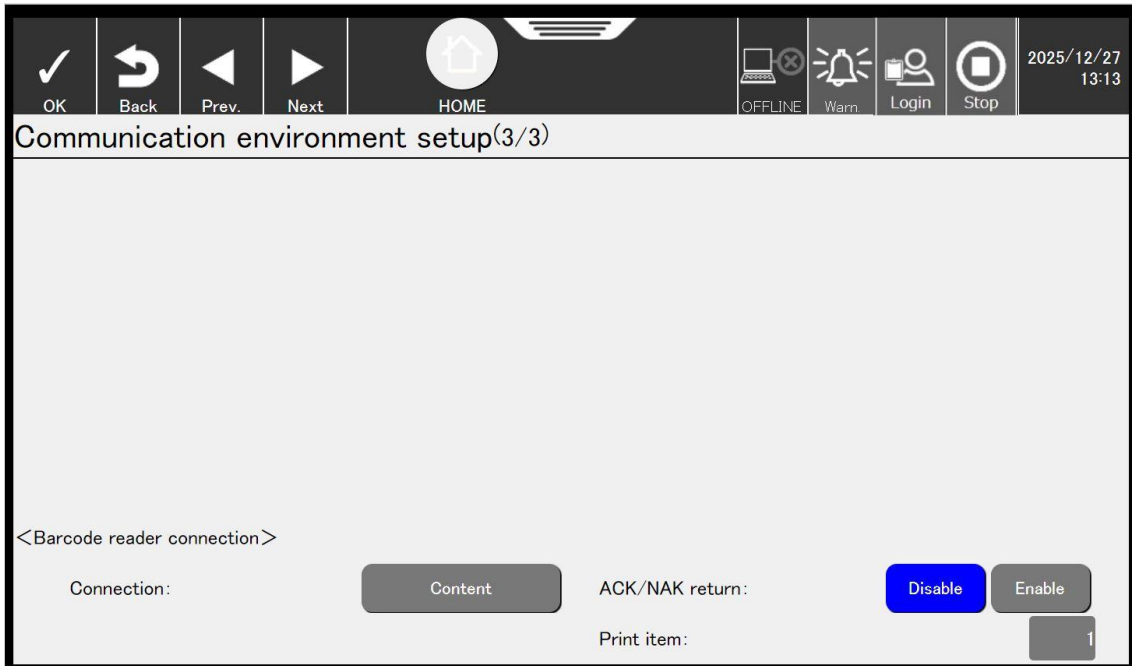 OK
Back
Prev.
Next
HOME
OFFLINE
Warn.
Login
Stop
2025/12/27
13:13
Communication environment setup(3/3)
<Barcode reader connection>
Connection:
Content
ACK/NAK return:
Disable
Enable
Print item:
1